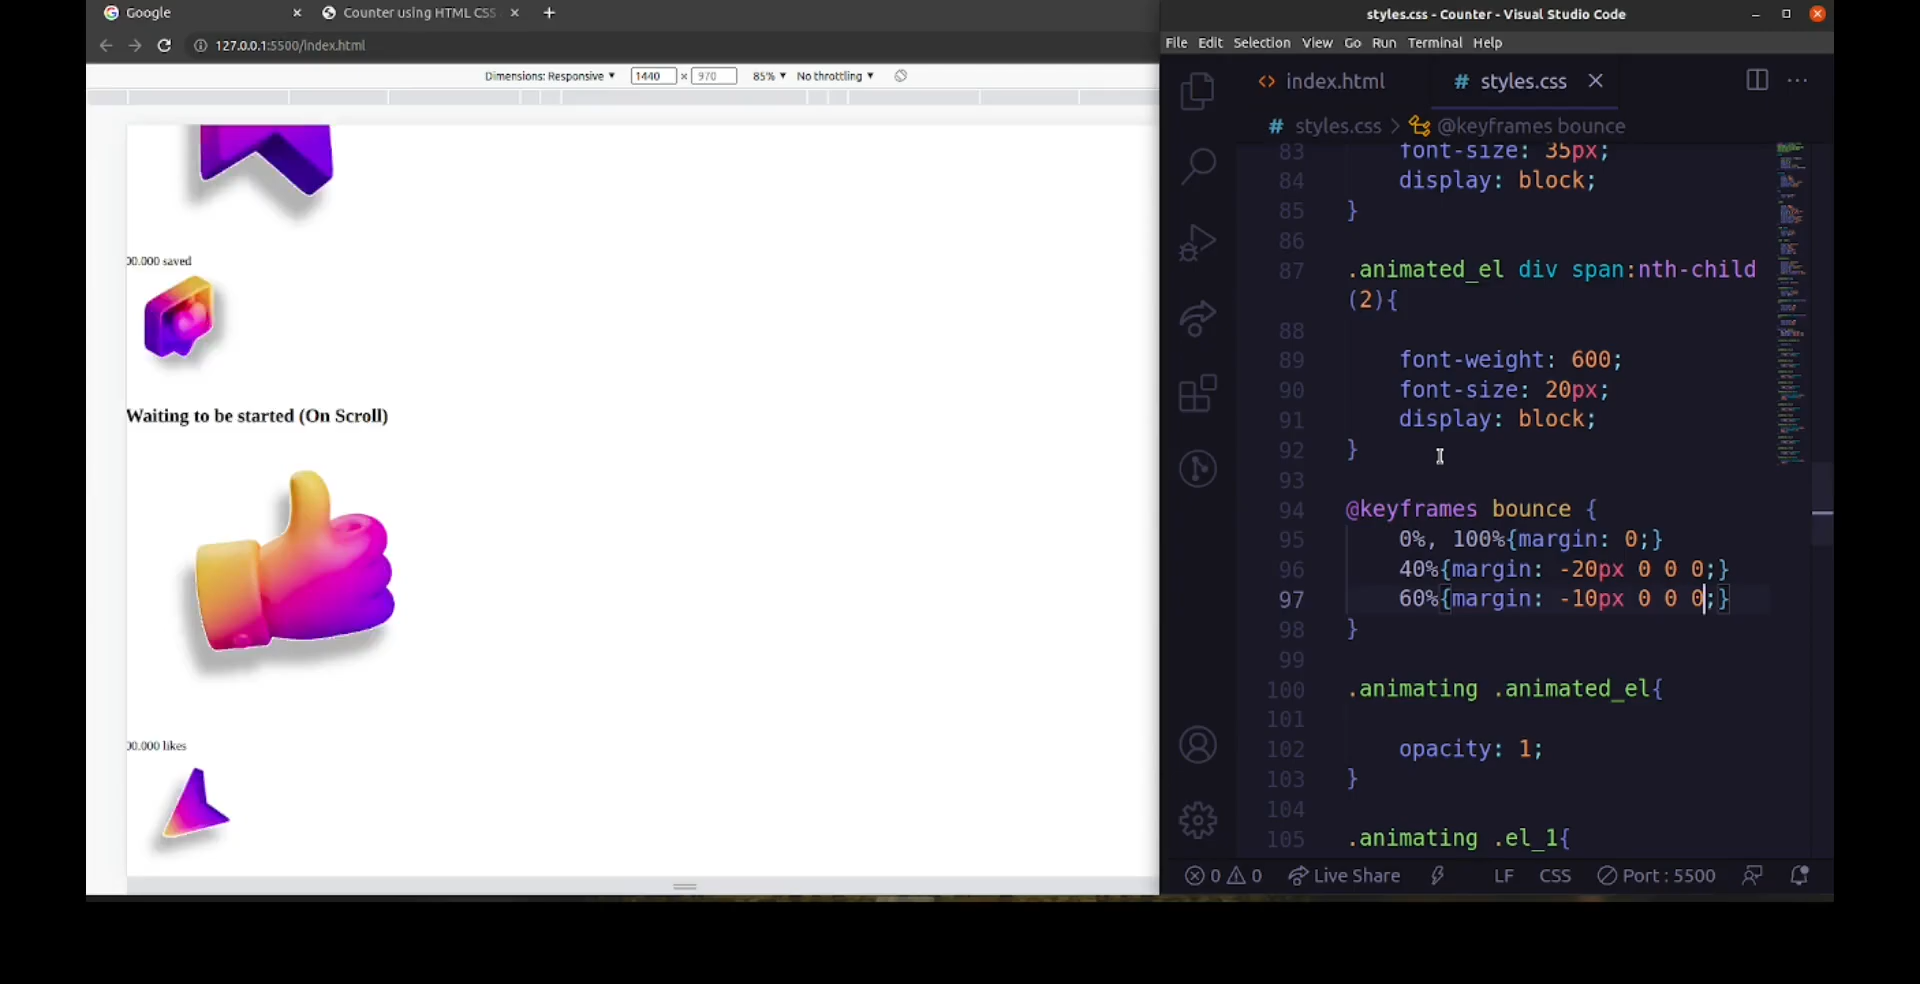 Google
Counter using HTML CSS
127.0.0.1:5500/index.html
Dimensions: Responsive
1440 × 970
85%
No throttling
00.000 saved
Waiting to be started (On Scroll)
00.000 likes
styles.css - Counter - Visual Studio Code
File Edit Selection View Go Run Terminal Help
<> index.html
# styles.css
# styles.css > @keyframes bounce
83 font-size: 35px;
84 display: block;
85 }
86
87 .animated_el div span:nth-child
(2){
88
89 font-weight: 600;
90 font-size: 20px;
91 display: block;
92 }
93
94 @keyframes bounce {
95 0%, 100%{margin: 0;}
96 40%{margin: -20px 0 0 0;}
97 60%{margin: -10px 0 0 0;}
98 }
99
100 .animating .animated_el{
101
102 opacity: 1;
103 }
104
105 .animating .el_1{
0 0 Live Share LF CSS Port : 5500